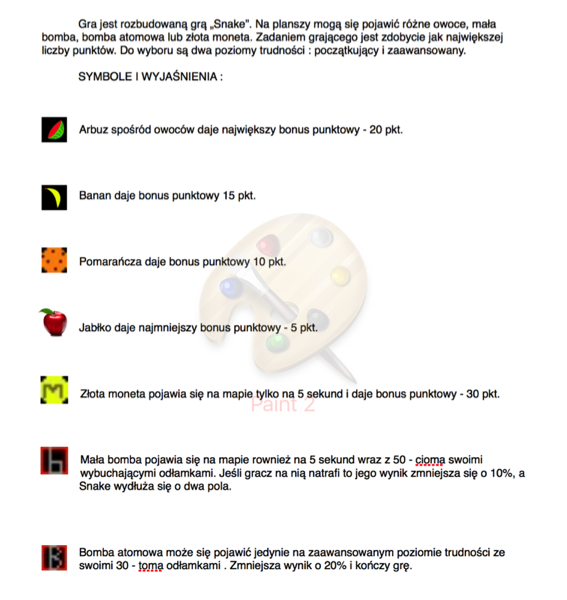 Gra jest rozbudowaną grą „Snake". Na planszy mogą się pojawić różne owoce, mała
bomba, bomba atomowa lub złota moneta. Zadaniem grającego jest zdobycie jak największej
liczby punktów. Do wyboru są dwa poziomy trudności : początkujący i zaawansowany.
SYMBOLE I WYJAŚNIENIA :
Arbuz spośród owoców daje największy bonus punktowy - 20 pkt.
Banan daje bonus punktowy 15 pkt.
Pomarańcza daje bonus punktowy 10 pkt.
Jabłko daje najmniejszy bonus punktowy - 5 pkt.
M
Złota moneta pojawia się na mapie tylko na 5 sekund i daje bonus punktowy - 30 pkt.
Paint 2
b
Mała bomba pojawia się na mapie rownież na 5 sekund wraz z 50 - cioma swoimi
wybuchającymi odłamkami. Jeśli gracz na nią natrafi to jego wynik zmniejsza się o 10%, a
Snake wydłuża się o dwa pola.
B
Bomba atomowa może się pojawić jedynie na zaawansowanym poziomie trudności ze
swoimi 30 - toma odłamkami . Zmniejsza wynik o 20% i kończy grę.